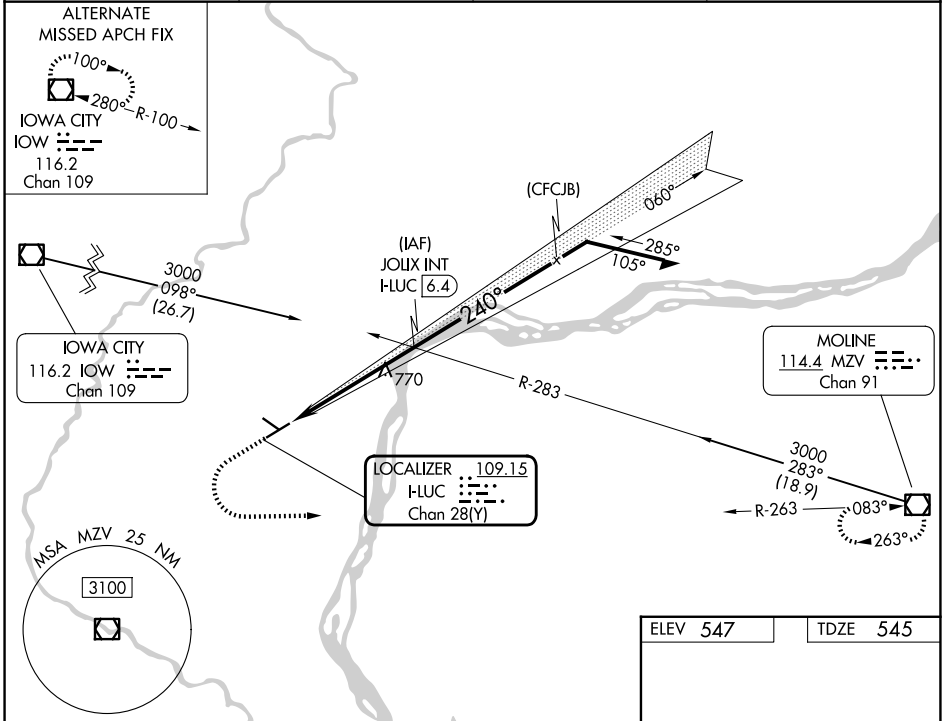 ALTERNATE
MISSED APCH FIX
100°
280°
R-100
IOWA CITY
IOW
116.2
Chan 109
(CFCJB)
060°
(IAF)
JOLIX INT
I-LUC 6.4
285°
105°
240°
3000
098°
(26.7)
IOWA CITY
116.2 IOW
Chan 109
770
R-283
MOLINE
114.4 MZV
Chan 91
3000
283°
(18.9)
R-263
083°
263°
LOCALIZER 109.15
I-LUC
Chan 28(Y)
MSA MZV 25 NM
3100
ELEV 547
TDZE 545